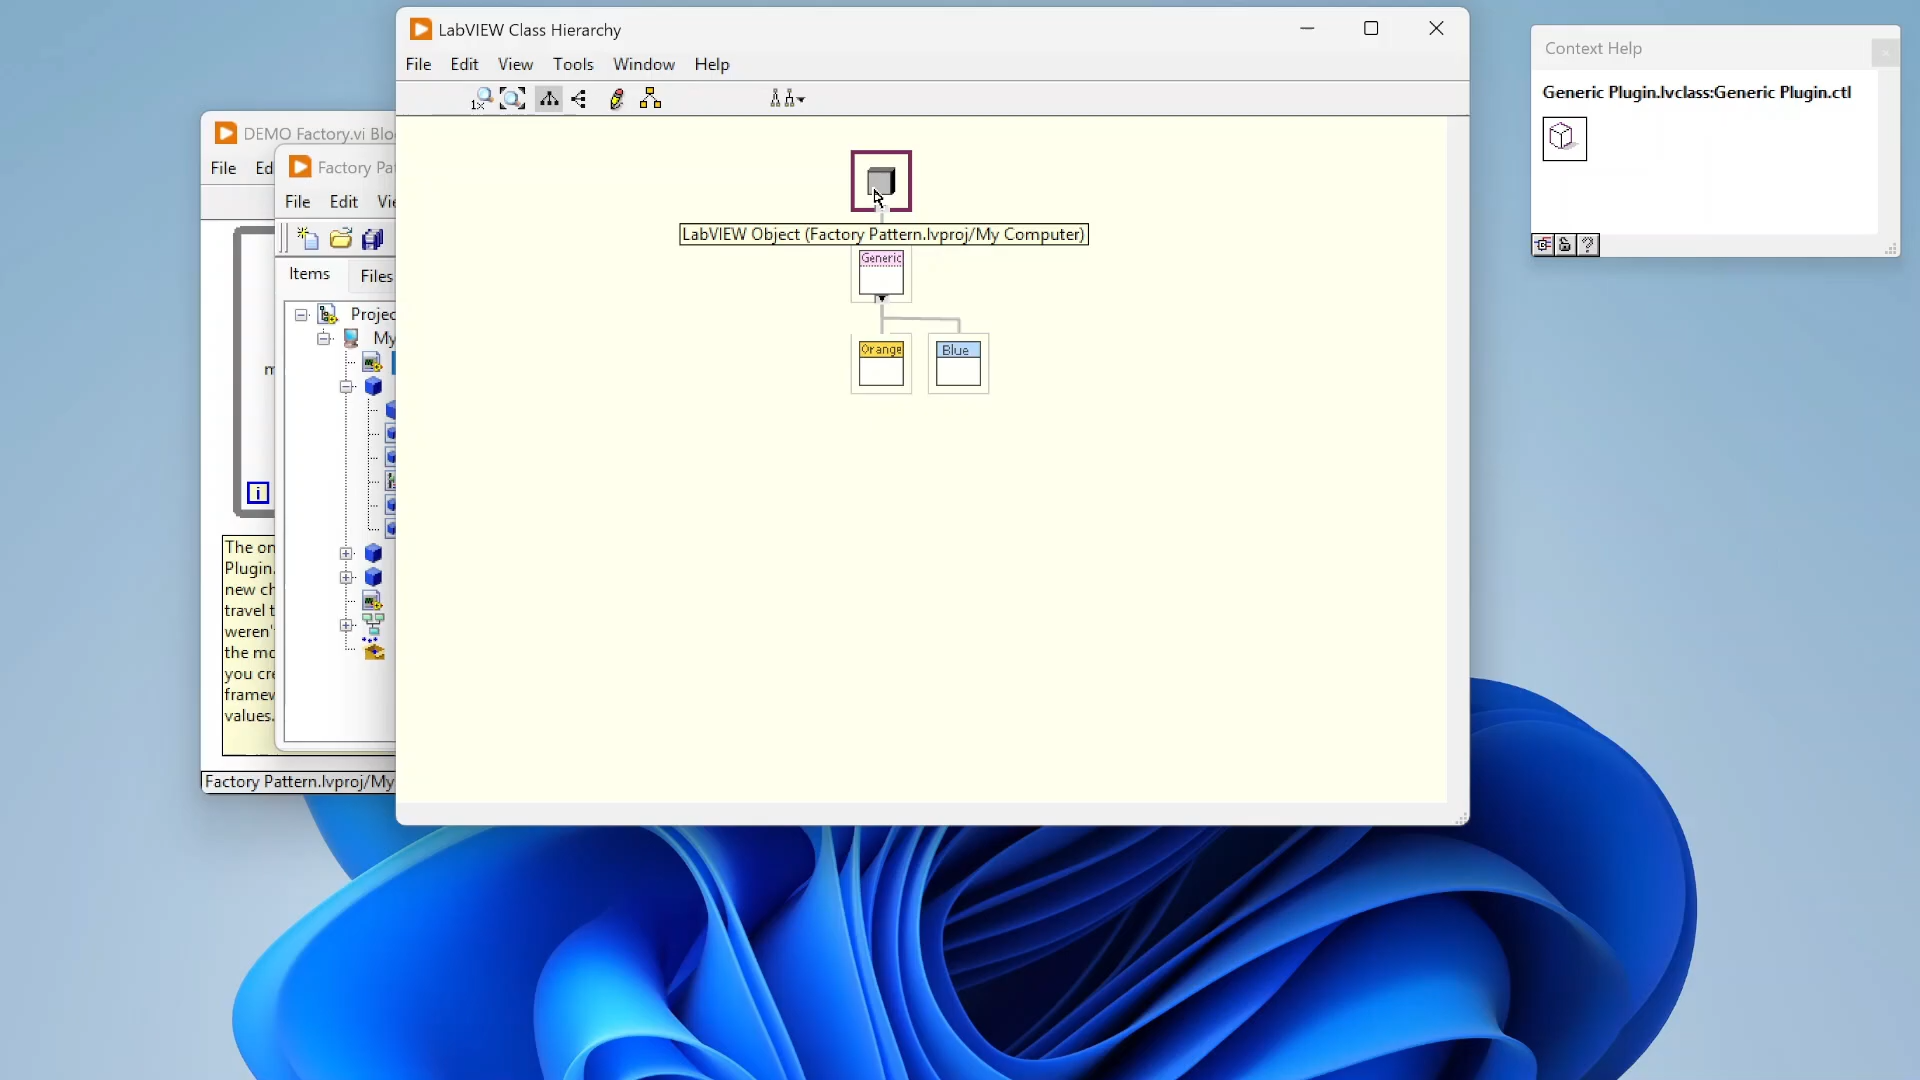 LabVIEW Class Hierarchy
File Edit View Tools Window Help
1x
LabVIEW Object (Factory Pattern.lvproj/My Computer)
Generic
Orange
Blue
Context Help
Generic Plugin.lvclass:Generic Plugin.ctl
?
DEMO Factory.vi Blo
File Ed
i
The on
Plugin.
new ch
travel t
weren'
the mo
you cre
framew
values.
Factory Pattern.lvproj/My
Factory Pa
File Edit Vi
Items Files
Projec
My